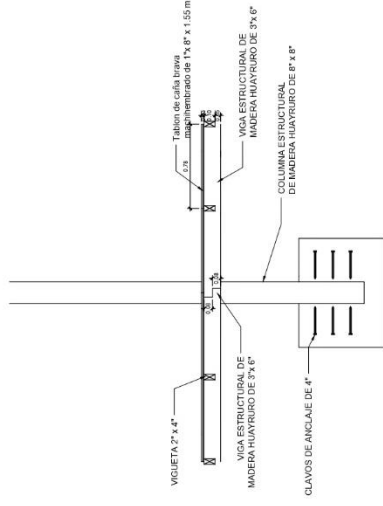 Tablon de caña brava
machihembrado de 1"x 8" x 1.55 m
0.76
VIGA ESTRUCTURAL DE
MADERA HUAYRURO DE 3"x 6"
COLUMNA ESTRUCTURAL
DE MADERA HUAYRURO DE 8" x 8"
VIGUETA 2" x 4"
VIGA ESTRUCTURAL DE
MADERA HUAYRURO DE 3"x 6"
CLAVOS DE ANCLAJE DE 4"